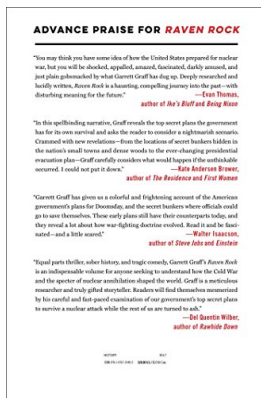 ADVANCE PRAISE FOR RAVEN ROCK
“You may think you have some idea of how the United States prepared for nuclear
war, but you will be shocked, appalled, amazed, fascinated, darkly amused, and
just plain gobsmacked by what Garrett Graff has dug up. Deeply researched and
lucidly written, Raven Rock is a haunting, compelling journey into the past—with
disturbing meaning for the future.” —Evan Thomas,
author of Ike’s Bluff and Being Nixon
“In this spellbinding narrative, Graff reveals the top secret plans the government
has for its own survival and asks the reader to consider a nightmarish scenario.
Crammed with new revelations—from the locations of secret bunkers hidden in
the nation’s small towns and dense woods to the ever-changing presidential
evacuation plan—Graff carefully considers what would happen if the unthinkable
occurred. I could not put it down.” —Kate Andersen Brower,
author of The Residence and First Women
“Garrett Graff has given us a colorful and frightening account of the American
government’s plans for Doomsday, and the secret bunkers where officials could
go to save themselves. These early plans still have their counterparts today, and
they reveal a lot about how war-fighting doctrine evolved. Read it and be fasci-
nated—and a little scared.” —Walter Isaacson,
author of Steve Jobs and Einstein
“Equal parts thriller, sober history, and tragic comedy, Garrett Graff’s Raven Rock
is an indispensable volume for anyone seeking to understand how the Cold War
and the specter of nuclear annihilation shaped the world. Graff is a meticulous
researcher and truly gifted storyteller. Readers will find themselves mesmerized
by his careful and fast-paced examination of our government’s top secret plans
to survive a nuclear attack while the rest of us are turned to ash.”
—Del Quentin Wilber,
author of Rawhide Down
HISTORY